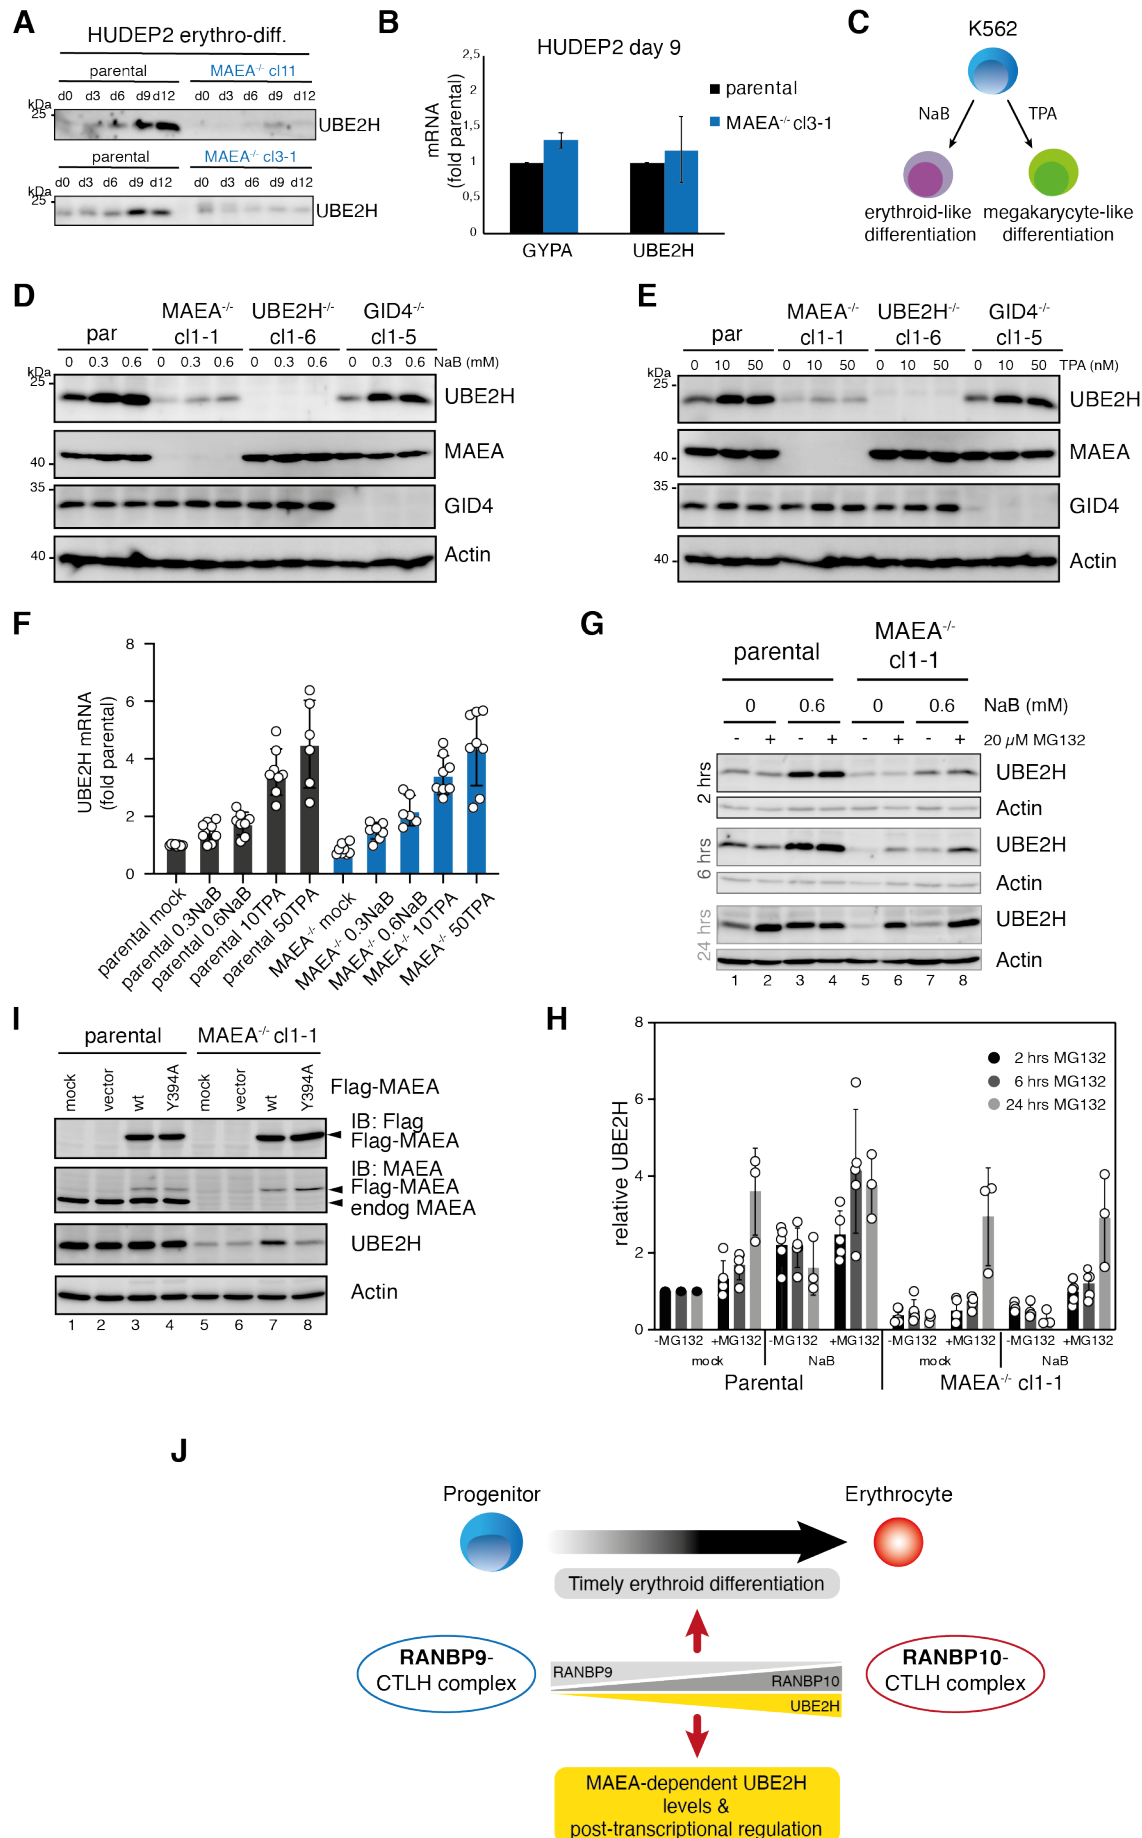 A
HUDEP2 erythro-diff.
parental MAEA-/- cl11
d0 d3 d6 d9 d12 d0 d3 d6 d9 d12
kDa
25
UBE2H
parental MAEA-/- cl3-1
d0 d3 d6 d9 d12 d0 d3 d6 d9 d12
kDa
25
UBE2H
B
HUDEP2 day 9
mRNA
(fold parental)
2,5
2
1,5
1
0,5
0
parental
MAEA-/- cl3-1
GYPA UBE2H
C
K562
NaB TPA
erythroid-like
differentiation
megakarycyte-like
differentiation
D
par MAEA-/- cl1-1 UBE2H-/- cl1-6 GID4-/- cl1-5
0 0.3 0.6 0 0.3 0.6 0 0.3 0.6 0 0.3 0.6 NaB (mM)
kDa
25
UBE2H
40
MAEA
35
GID4
40
Actin
E
par MAEA-/- cl1-1 UBE2H-/- cl1-6 GID4-/- cl1-5
0 10 50 0 10 50 0 10 50 0 10 50 TPA (nM)
kDa
25
UBE2H
40
MAEA
35
GID4
40
Actin
F
UBE2H mRNA
(fold parental)
8
6
4
2
0
parental mock
parental 0.3NaB
parental 0.6NaB
parental 10TPA
parental 50TPA
MAEA-/- mock
MAEA-/- 0.3NaB
MAEA-/- 0.6NaB
MAEA-/- 10TPA
MAEA-/- 50TPA
G
parental MAEA-/- cl1-1
0 0.6 0 0.6 NaB (mM)
- + - + - + - + 20 µM MG132
2 hrs
UBE2H
Actin
6 hrs
UBE2H
Actin
24 hrs
UBE2H
Actin
1 2 3 4 5 6 7 8
I
parental MAEA-/- cl1-1
mock vector wt Y394A mock vector wt Y394A Flag-MAEA
IB: Flag
Flag-MAEA
IB: MAEA
Flag-MAEA
endog MAEA
UBE2H
Actin
1 2 3 4 5 6 7 8
H
relative UBE2H
8
6
4
2
0
2 hrs MG132
6 hrs MG132
24 hrs MG132
-MG132 +MG132 -MG132 +MG132 -MG132 +MG132 -MG132 +MG132
mock NaB mock NaB
Parental MAEA-/- cl1-1
J
Progenitor Erythrocyte
Timely erythroid differentiation
RANBP9-
CTLH complex
RANBP9
RANBP10
UBE2H
RANBP10-
CTLH complex
MAEA-dependent UBE2H
levels &
post-transcriptional regulation